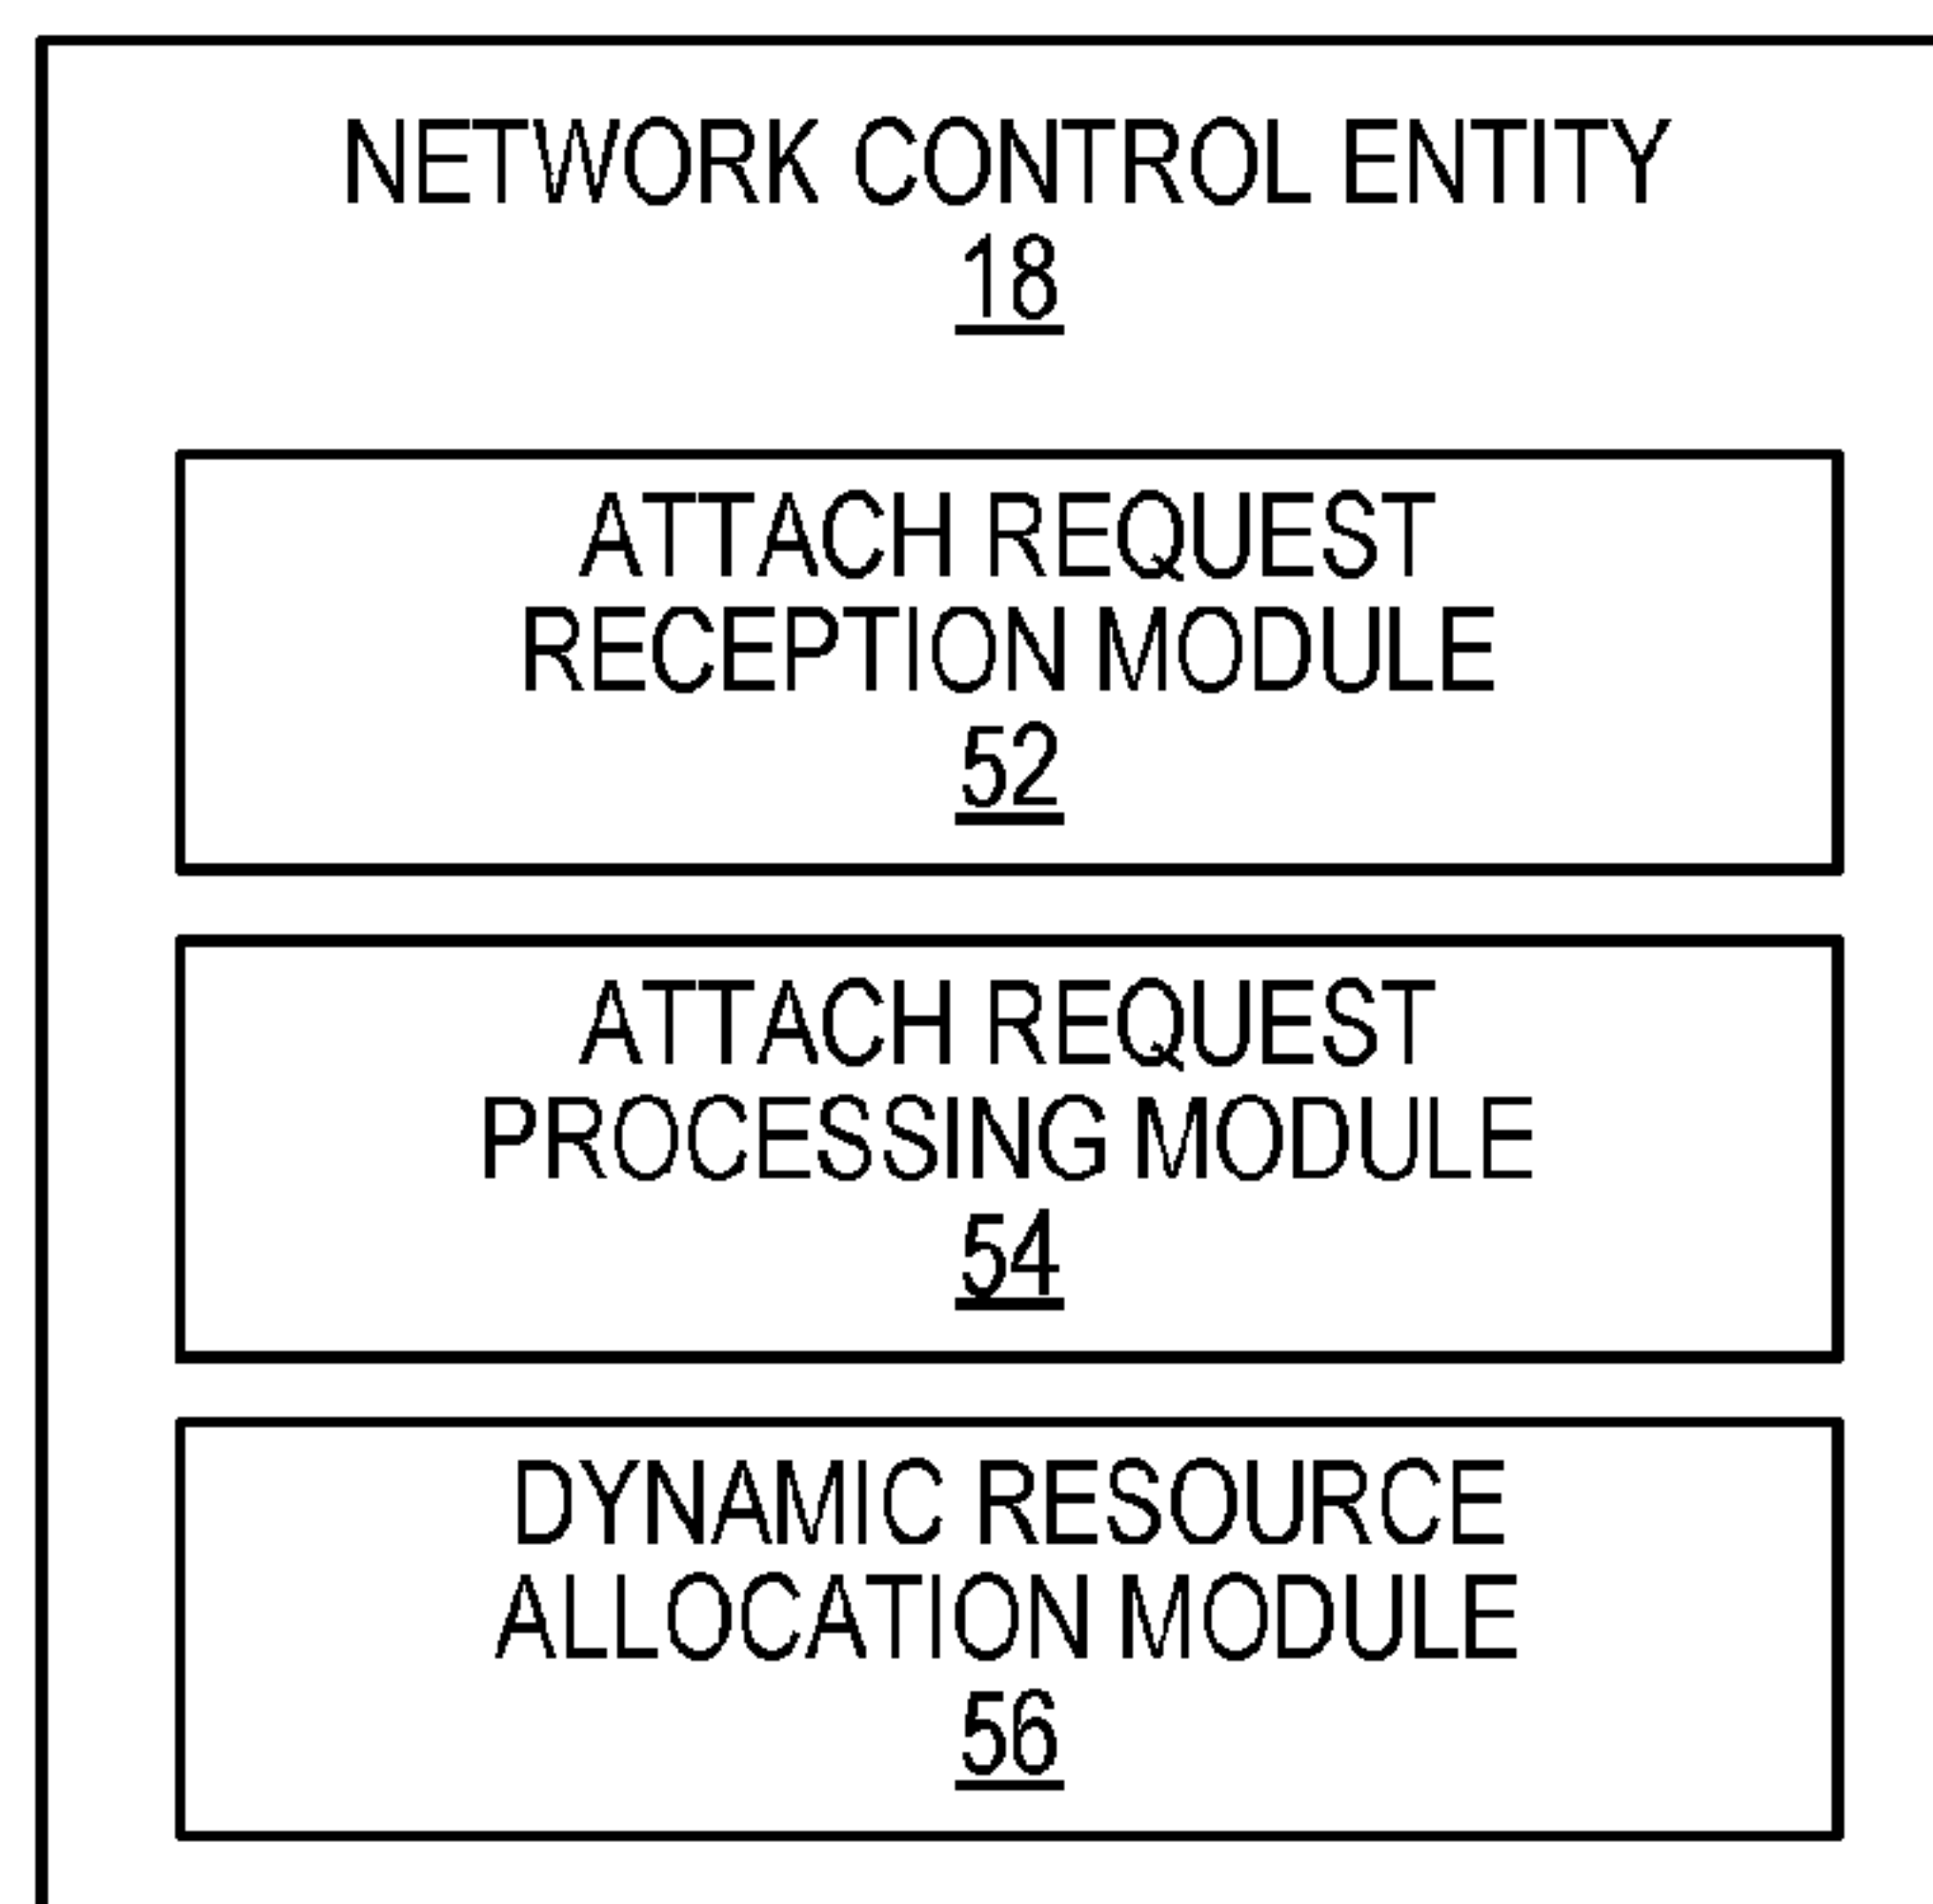 NETWORK CONTROL ENTITY
18
ATTACH REQUEST
RECEPTION MODULE
52
ATTACH REQUEST
PROCESSING MODULE
54
DYNAMIC RESOURCE
ALLOCATION MODULE
56